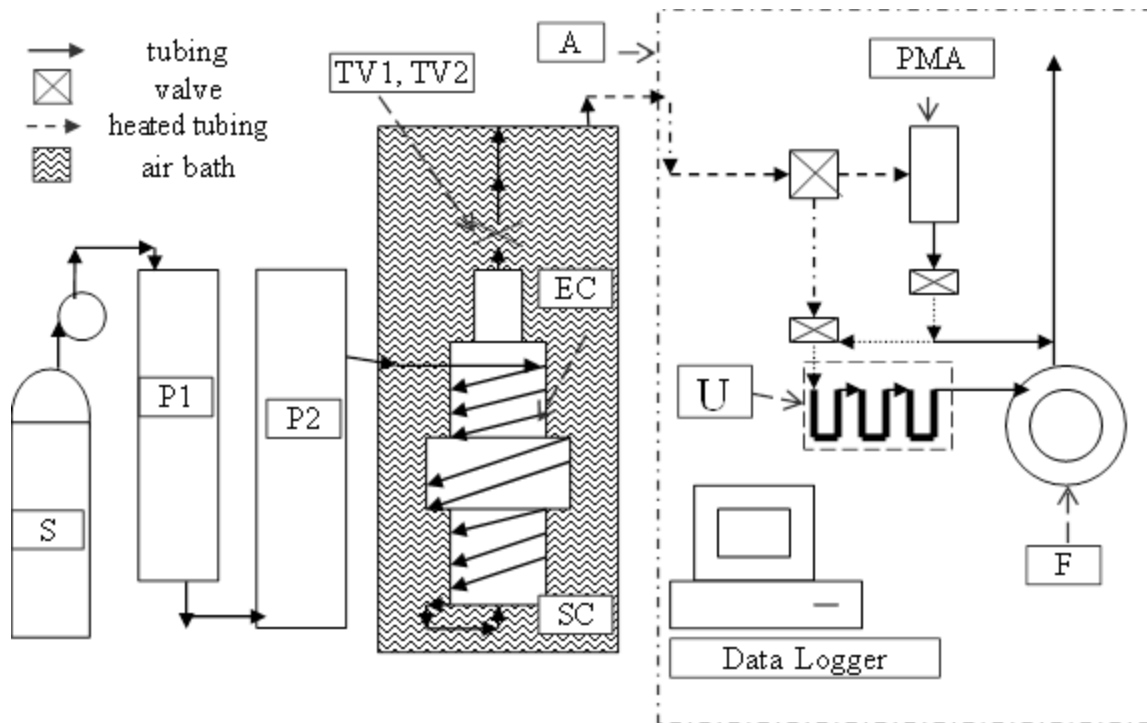 tubing
valve
heated tubing
air bath
TV1, TV2
A
PMA
EC
P1
P2
U
S
SC
F
Data Logger